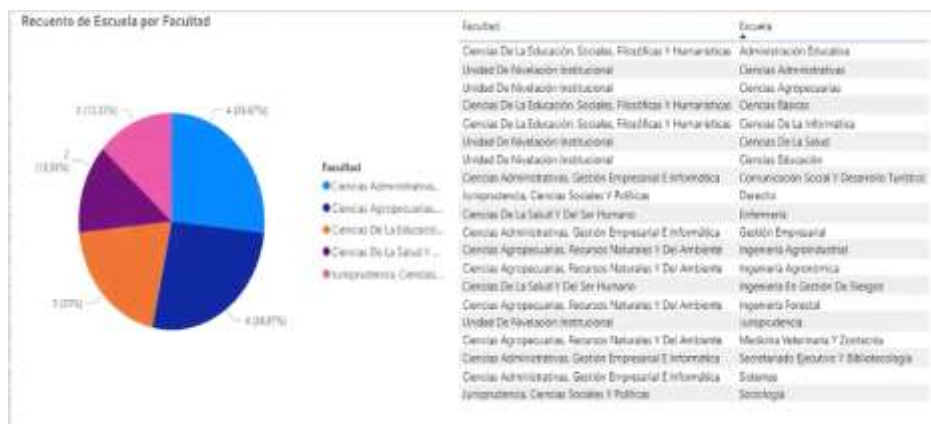 Recuento de Escuela por Facultad
2 (13,33%)
4 (26,67%)
2
(13,33%)
3 (20%)
4 (26,67%)
Facultad
Ciencias Administrativa...
Ciencias Agropecuarias...
Ciencias De La Educació...
Ciencias De La Salud Y ...
Jurisprudencia, Ciencias...
Facultad Escuela
Ciencias De La Educación, Sociales, Filosóficas Y Humanísticas Administración Educativa
Unidad De Nivelación Institucional Ciencias Administrativas
Unidad De Nivelación Institucional Ciencias Agropecuarias
Ciencias De La Educación, Sociales, Filosóficas Y Humanísticas Ciencias Básicas
Ciencias De La Educación, Sociales, Filosóficas Y Humanísticas Ciencias De La Informática
Unidad De Nivelación Institucional Ciencias De La Salud
Unidad De Nivelación Institucional Ciencias Educación
Ciencias Administrativas, Gestión Empresarial E Informática Comunicación Social Y Desarrollo Turístico
Jurisprudencia, Ciencias Sociales Y Políticas Derecho
Ciencias De La Salud Y Del Ser Humano Enfermería
Ciencias Administrativas, Gestión Empresarial E Informática Gestión Empresarial
Ciencias Agropecuarias, Recursos Naturales Y Del Ambiente Ingeniería Agroindustrial
Ciencias Agropecuarias, Recursos Naturales Y Del Ambiente Ingeniería Agronómica
Ciencias De La Salud Y Del Ser Humano Ingeniería En Gestión De Riesgos
Ciencias Agropecuarias, Recursos Naturales Y Del Ambiente Ingeniería Forestal
Unidad De Nivelación Institucional Jurisprudencia
Ciencias Agropecuarias, Recursos Naturales Y Del Ambiente Medicina Veterinaria Y Zootecnia
Ciencias Administrativas, Gestión Empresarial E Informática Secretariado Ejecutivo Y Bibliotecología
Ciencias Administrativas, Gestión Empresarial E Informática Sistemas
Jurisprudencia, Ciencias Sociales Y Políticas Sociología